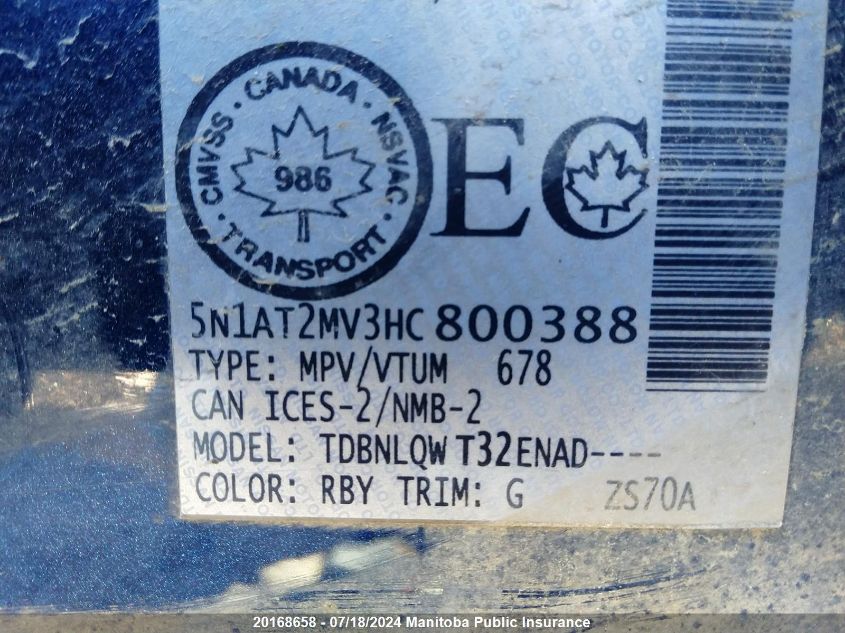 CMVSS · CANADA · NSVAC · TRANSPORT ·
986
EC
5N1AT2MV3HC800388
TYPE: MPV/VTUM 678
CAN ICES-2/NMB-2
MODEL: TDBNLQW T32ENAD----
COLOR: RBY TRIM: G ZS70A
20168658 - 07/18/2024 Manitoba Public Insurance